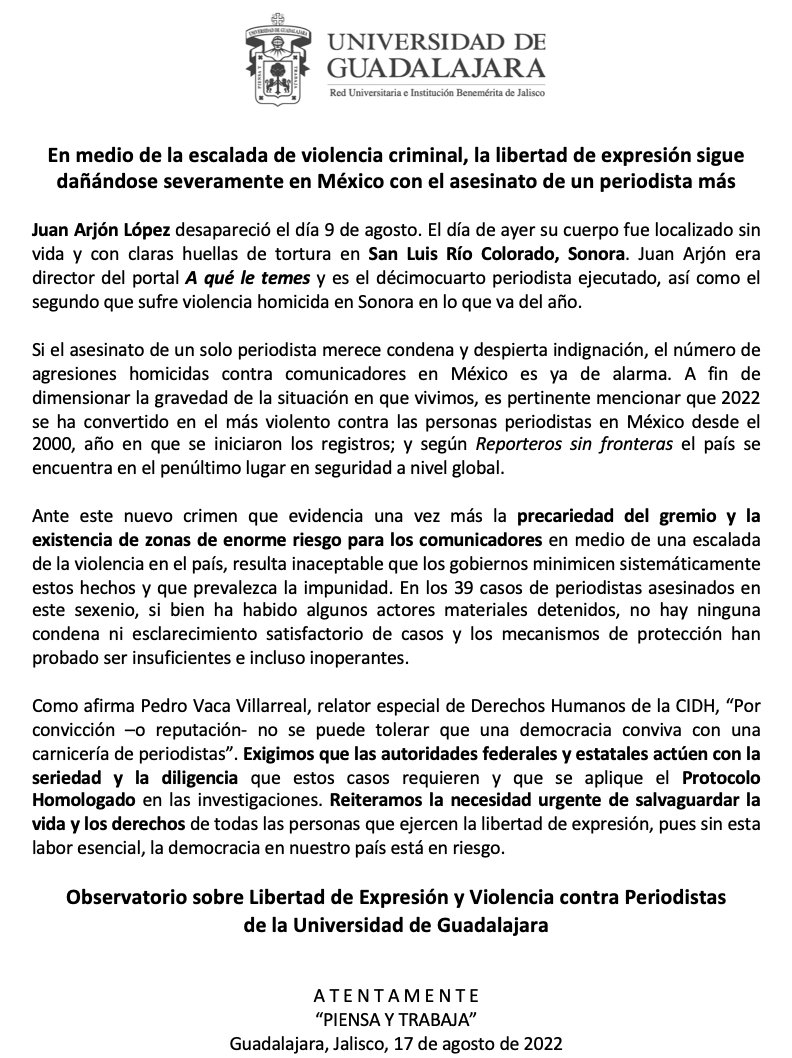 UNIVERSIDAD DE
GUADALAJARA
Red Universitaria e Institución Benemérita de Jalisco
PIENSA Y
TRABAJA
En medio de la escalada de violencia criminal, la libertad de expresión sigue
dañándose severamente en México con el asesinato de un periodista más
Juan Arjón López desapareció el día 9 de agosto. El día de ayer su cuerpo fue localizado sin
vida y con claras huellas de tortura en San Luis Río Colorado, Sonora. Juan Arjón era
director del portal A qué le temes y es el décimocuarto periodista ejecutado, así como el
segundo que sufre violencia homicida en Sonora en lo que va del año.
Si el asesinato de un solo periodista merece condena y despierta indignación, el número de
agresiones homicidas contra comunicadores en México es ya de alarma. A fin de
dimensionar la gravedad de la situación en que vivimos, es pertinente mencionar que 2022
se ha convertido en el más violento contra las personas periodistas en México desde el
2000, año en que se iniciaron los registros; y según Reporteros sin fronteras el país se
encuentra en el penúltimo lugar en seguridad a nivel global.
Ante este nuevo crimen que evidencia una vez más la precariedad del gremio y la
existencia de zonas de enorme riesgo para los comunicadores en medio de una escalada
de la violencia en el país, resulta inaceptable que los gobiernos minimicen sistemáticamente
estos hechos y que prevalezca la impunidad. En los 39 casos de periodistas asesinados en
este sexenio, si bien ha habido algunos actores materiales detenidos, no hay ninguna
condena ni esclarecimiento satisfactorio de casos y los mecanismos de protección han
probado ser insuficientes e incluso inoperantes.
Como afirma Pedro Vaca Villarreal, relator especial de Derechos Humanos de la CIDH, “Por
convicción –o reputación- no se puede tolerar que una democracia conviva con una
carnicería de periodistas”. Exigimos que las autoridades federales y estatales actúen con la
seriedad y la diligencia que estos casos requieren y que se aplique el Protocolo
Homologado en las investigaciones. Reiteramos la necesidad urgente de salvaguardar la
vida y los derechos de todas las personas que ejercen la libertad de expresión, pues sin esta
labor esencial, la democracia en nuestro país está en riesgo.
Observatorio sobre Libertad de Expresión y Violencia contra Periodistas
de la Universidad de Guadalajara
A T E N T A M E N T E
“PIENSA Y TRABAJA”
Guadalajara, Jalisco, 17 de agosto de 2022